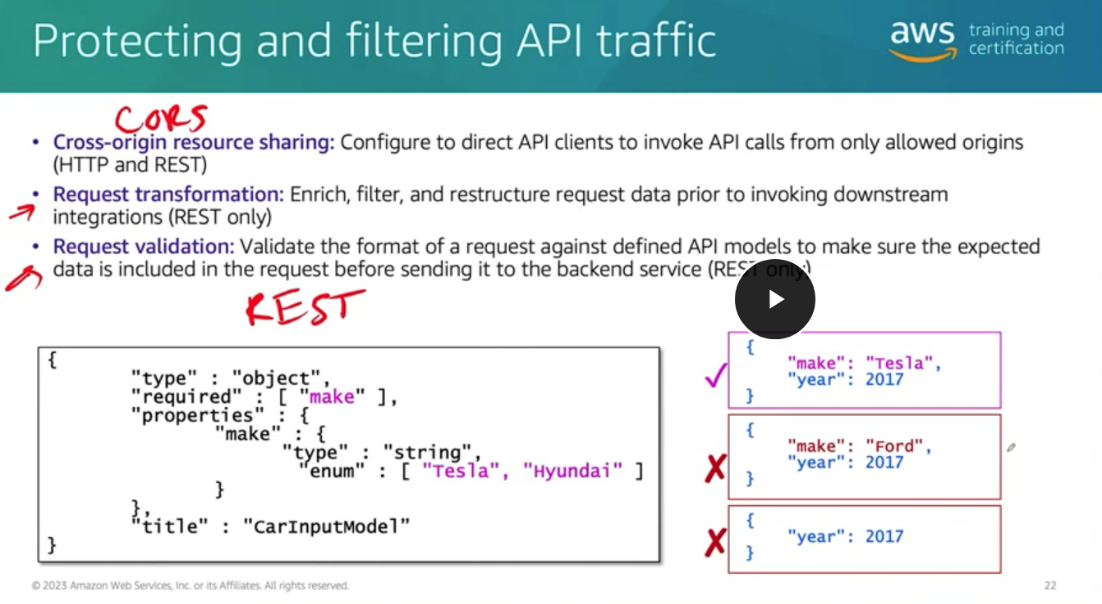 Protecting and filtering API traffic
aws training and
certification
CORS
• Cross-origin resource sharing: Configure to direct API clients to invoke API calls from only allowed origins
(HTTP and REST)
• Request transformation: Enrich, filter, and restructure request data prior to invoking downstream
integrations (REST only)
• Request validation: Validate the format of a request against defined API models to make sure the expected
data is included in the request before sending it to the backend service (REST only)
REST
{
"type" : "object",
"required" : [ "make" ],
"properties" : {
"make" : {
"type" : "string",
"enum" : [ "Tesla", "Hyundai" ]
}
},
"title" : "CarInputModel”
}
{
"make": "Tesla",
"year": 2017
}
{
"make": "Ford",
"year": 2017
}
{
"year": 2017
}
© 2023 Amazon Web Services, Inc. or its Affiliates. All rights reserved.
22